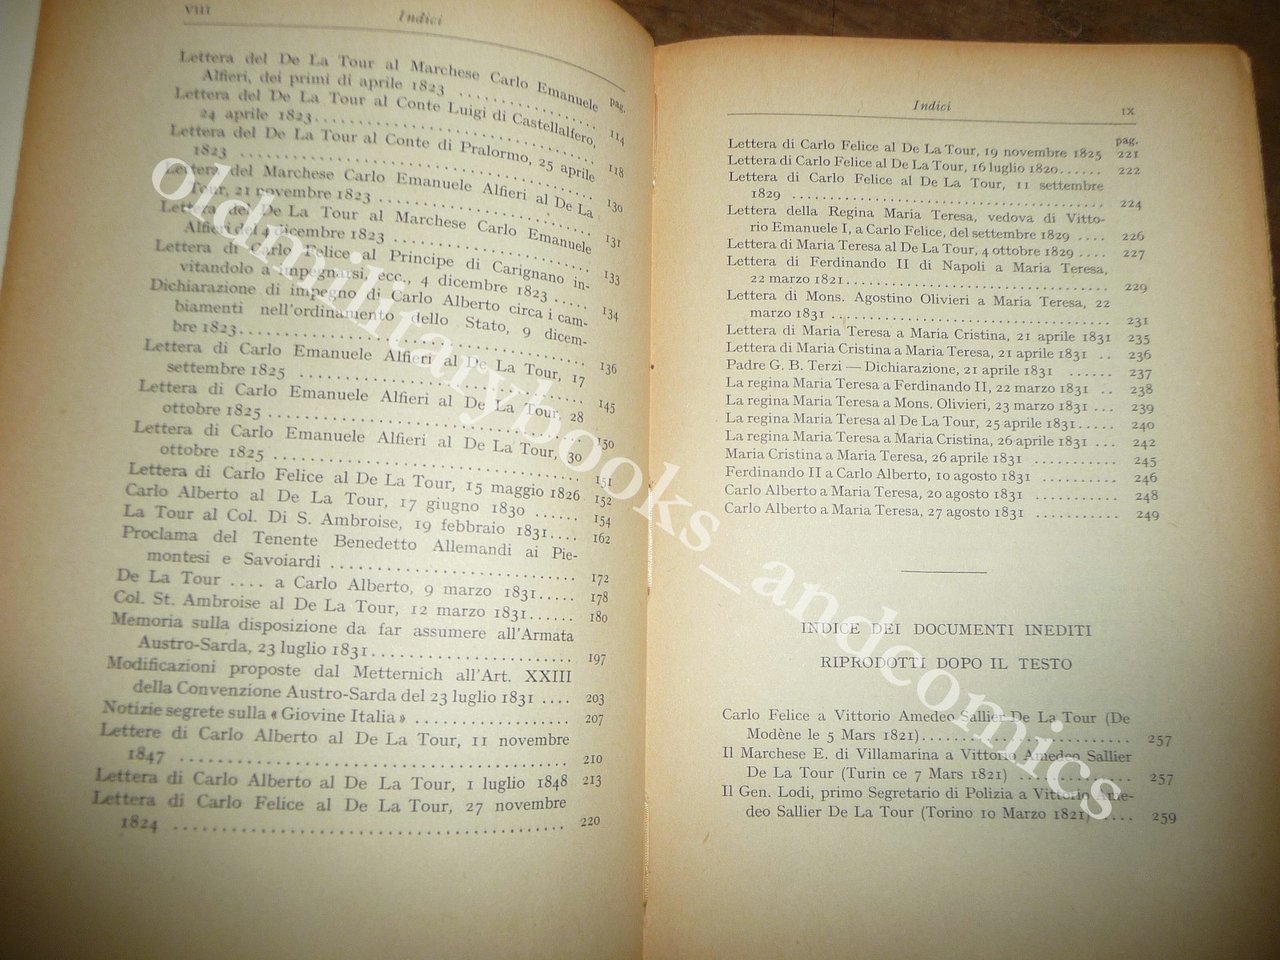 VIII
Indici
pag.
Lettera del De La Tour al Marchese Carlo Emanuele
Alfieri, dei primi di aprile 1823 .................. 114
Lettera del De La Tour al Conte Luigi di Castellalfero,
24 aprile 1823.................................... 118
Lettera del De La Tour al Conte di Pralormo, 25 aprile
1823 ............................................. 130
Lettera del Marchese Carlo Emanuele Alfieri al De La
Tour, 21 novembre 1823 ........................... 131
Lettera del De La Tour al Marchese Carlo Emanuele
Alfieri del 4 dicembre 1823 ...................... 133
Lettera di Carlo Felice al Principe di Carignano in-
vitandolo a impegnarsi, ecc., 4 dicembre 1823 ..... 134
Dichiarazione di impegno di Carlo Alberto circa i cam-
biamenti nell'ordinamento dello Stato, 9 dicem-
bre 1823.......................................... 136
Lettera di Carlo Emanuele Alfieri al De La Tour, 17
settembre 1825 ................................... 145
Lettera di Carlo Emanuele Alfieri al De La Tour, 28
ottobre 1825 ..................................... 150
Lettera di Carlo Emanuele Alfieri al De La Tour, 30
ottobre 1825 ..................................... 151
Lettera di Carlo Felice al De La Tour, 15 maggio 1826 152
Carlo Alberto al De La Tour, 17 giugno 1830 ...... 154
La Tour al Col. Di S. Ambroise, 19 febbraio 1831.... 162
Proclama del Tenente Benedetto Allemandi ai Pie-
montesi e Savoiardi .............................. 172
De La Tour .... a Carlo Alberto, 9 marzo 1831..... 178
Col. St. Ambroise al De La Tour, 12 marzo 1831...... 180
Memoria sulla disposizione da far assumere all'Armata
Austro-Sarda, 23 luglio 1831...................... 197
Modificazioni proposte dal Metternich all'Art. XXIII
della Convenzione Austro-Sarda del 23 luglio 1831 .... 203
Notizie segrete sulla « Giovine Italia » .................. 207
Lettere di Carlo Alberto al De La Tour, 11 novembre
1847 ............................................. 210
Lettera di Carlo Alberto al De La Tour, 1 luglio 1848 213
Lettera di Carlo Felice al De La Tour, 27 novembre
1824 ............................................. 220
Indici
IX
pag.
Lettera di Carlo Felice al De La Tour, 19 novembre 1825 221
Lettera di Carlo Felice al De La Tour, 16 luglio 1820...... 222
Lettera di Carlo Felice al De La Tour, 11 settembre
1829 ............................................. 224
Lettera della Regina Maria Teresa, vedova di Vitto-
rio Emanuele I, a Carlo Felice, del settembre 1829 .... 226
Lettera di Maria Teresa al De La Tour, 4 ottobre 1829 .... 227
Lettera di Ferdinando II di Napoli a Maria Teresa,
22 marzo 1821..................................... 229
Lettera di Mons. Agostino Olivieri a Maria Teresa, 22
marzo 1831 ....................................... 231
Lettera di Maria Teresa a Maria Cristina, 21 aprile 1831 235
Lettera di Maria Cristina a Maria Teresa, 21 aprile 1831 .. 236
Padre G. B. Terzi — Dichiarazione, 21 aprile 1831 ...... 237
La regina Maria Teresa a Ferdinando II, 22 marzo 1831 .. 238
La regina Maria Teresa a Mons. Olivieri, 23 marzo 1831 ... 239
La regina Maria Teresa al De La Tour, 25 aprile 1831..... 240
La regina Maria Teresa a Maria Cristina, 26 aprile 1831 ... 242
Maria Cristina a Maria Teresa, 26 aprile 1831 ........... 245
Ferdinando II a Carlo Alberto, 10 agosto 1831 ........... 246
Carlo Alberto a Maria Teresa, 20 agosto 1831 ........... 248
Carlo Alberto a Maria Teresa, 27 agosto 1831 ........... 249
INDICE DEI DOCUMENTI INEDITI
RIPRODOTTI DOPO IL TESTO
Carlo Felice a Vittorio Amedeo Sallier De La Tour (De
Modène le 5 Mars 1821)............................ 257
Il Marchese E. di Villamarina a Vittorio Amedeo Sallier
De La Tour (Turin ce 7 Mars 1821) ................ 257
Il Gen. Lodi, primo Segretario di Polizia a Vittorio Ame-
deo Sallier De La Tour (Torino 10 Marzo 1821) .... 259
oldmilitarybooks_andcomics